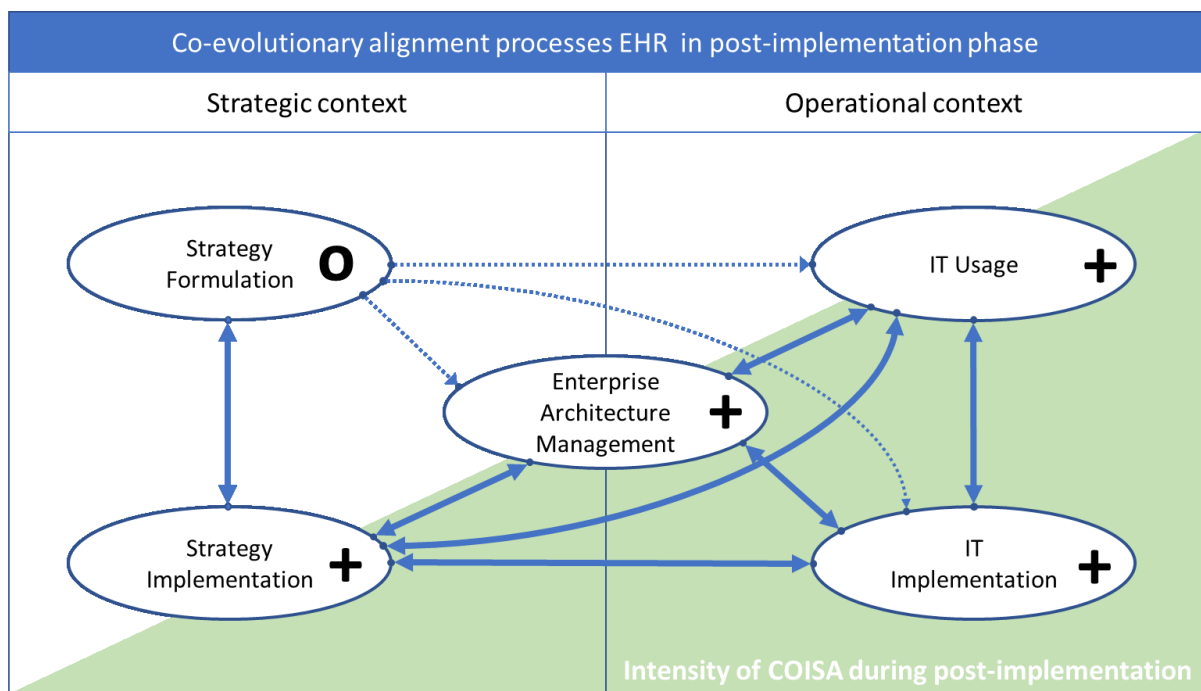 Co-evolutionary alignment processes EHR in post-implementation phase
Strategic context
Operational context
Strategy
Formulation
O
IT Usage
+
Enterprise
Architecture
Management
+
Strategy
Implementation
+
IT
Implementation
+
Intensity of COISA during post-implementation